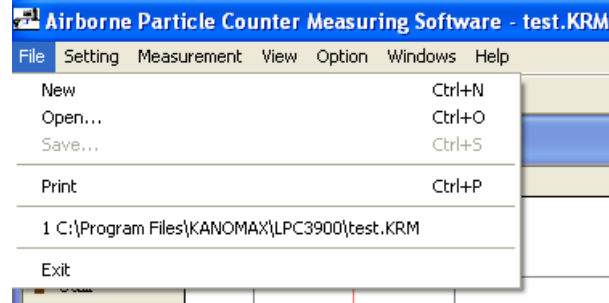 Airborne Particle Counter Measuring Software - test.KRM
File Setting Measurement View Option Windows Help
New Ctrl+N
Open... Ctrl+O
Save... Ctrl+S
Print Ctrl+P
1 C:\Program Files\KANOMAX\LPC3900\test.KRM
Exit